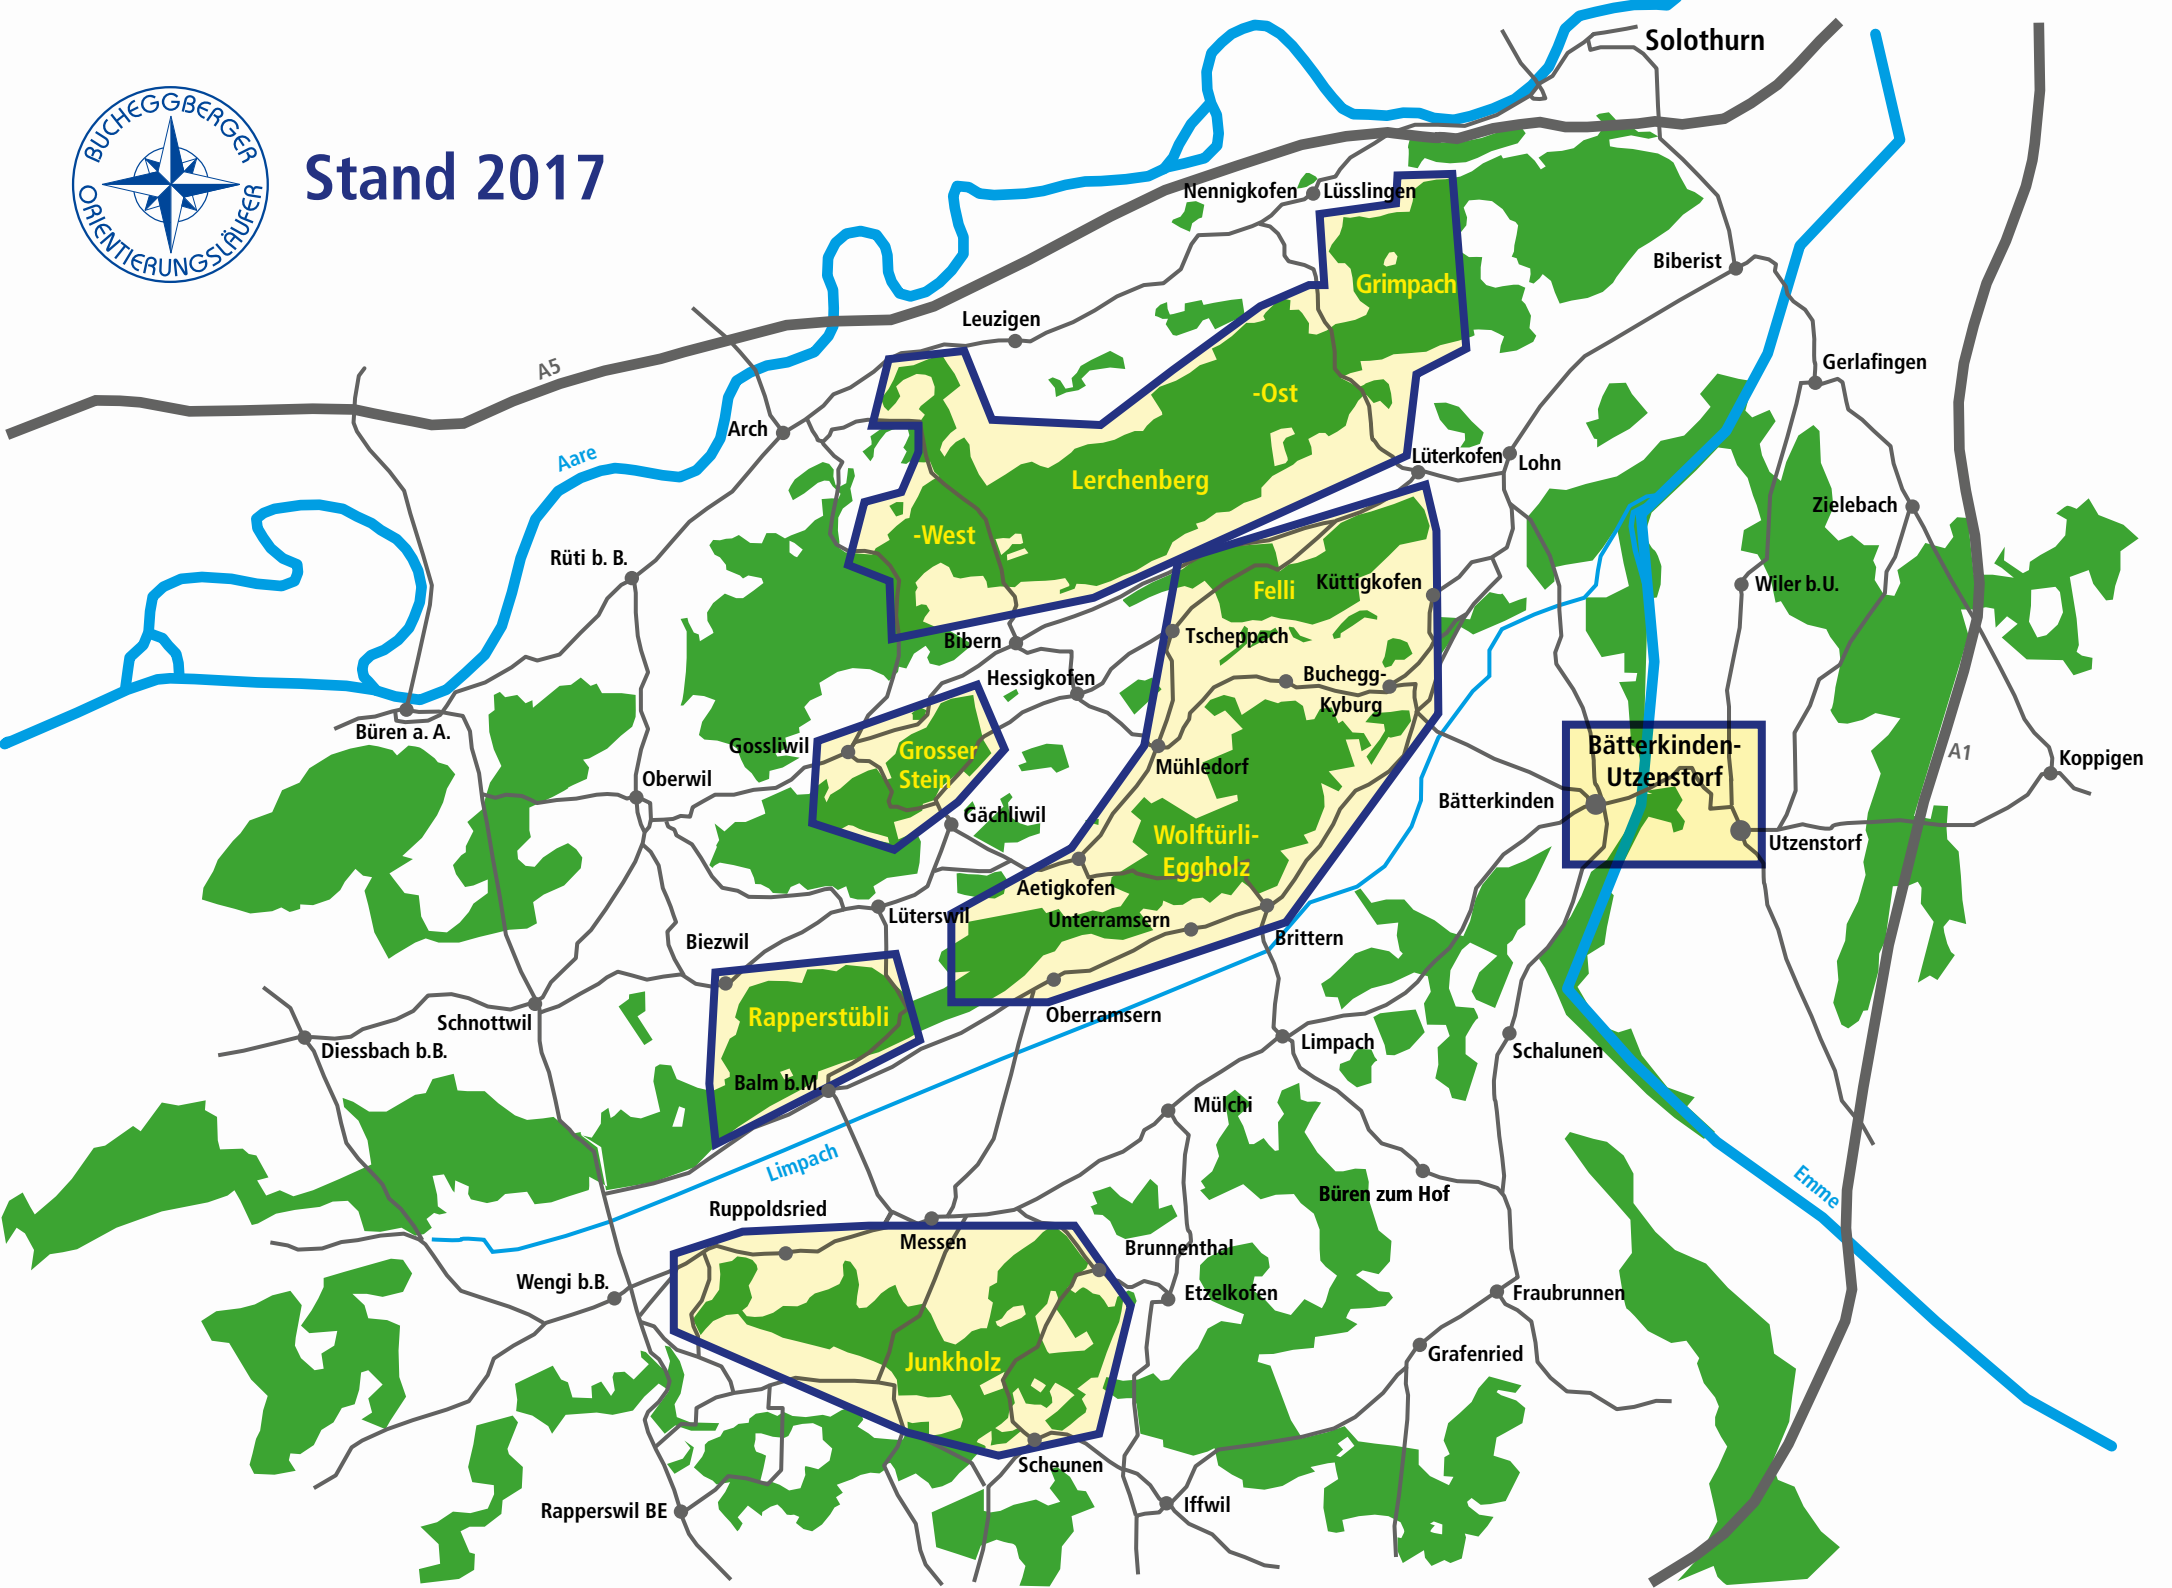 BUCHEGGBERGER
ORIENTIERUNGSLÄUFER
Stand 2017
Solothurn
Nennigkofen
Lüsslingen
Biberist
Grimpach
Leuzigen
A5
Gerlafingen
-Ost
Arch
Aare
Lüterkofen
Lohn
Lerchenberg
Zielebach
-West
Rüti b. B.
Felli
Küttigkofen
Wiler b.U.
Bibern
Tscheppach
Hessigkofen
Buchegg-
Kyburg
Büren a. A.
Gossliwil
Grosser
Stein
Mühledorf
Bätterkinden-
Utzenstorf
A1
Koppigen
Oberwil
Bätterkinden
Gächliwil
Wolftürli-
Eggholz
Utzenstorf
Aetigkofen
Lüterswil
Unterramsern
Biezwil
Brittern
Rapperstübli
Oberramsern
Schnottwil
Diessbach b.B.
Limpach
Schalunen
Balm b.M.
Mülchi
Limpach
Emme
Büren zum Hof
Ruppoldsried
Messen
Brunnenthal
Wengi b.B.
Etzelkofen
Fraubrunnen
Junkholz
Grafenried
Scheunen
Rapperswil BE
Iffwil